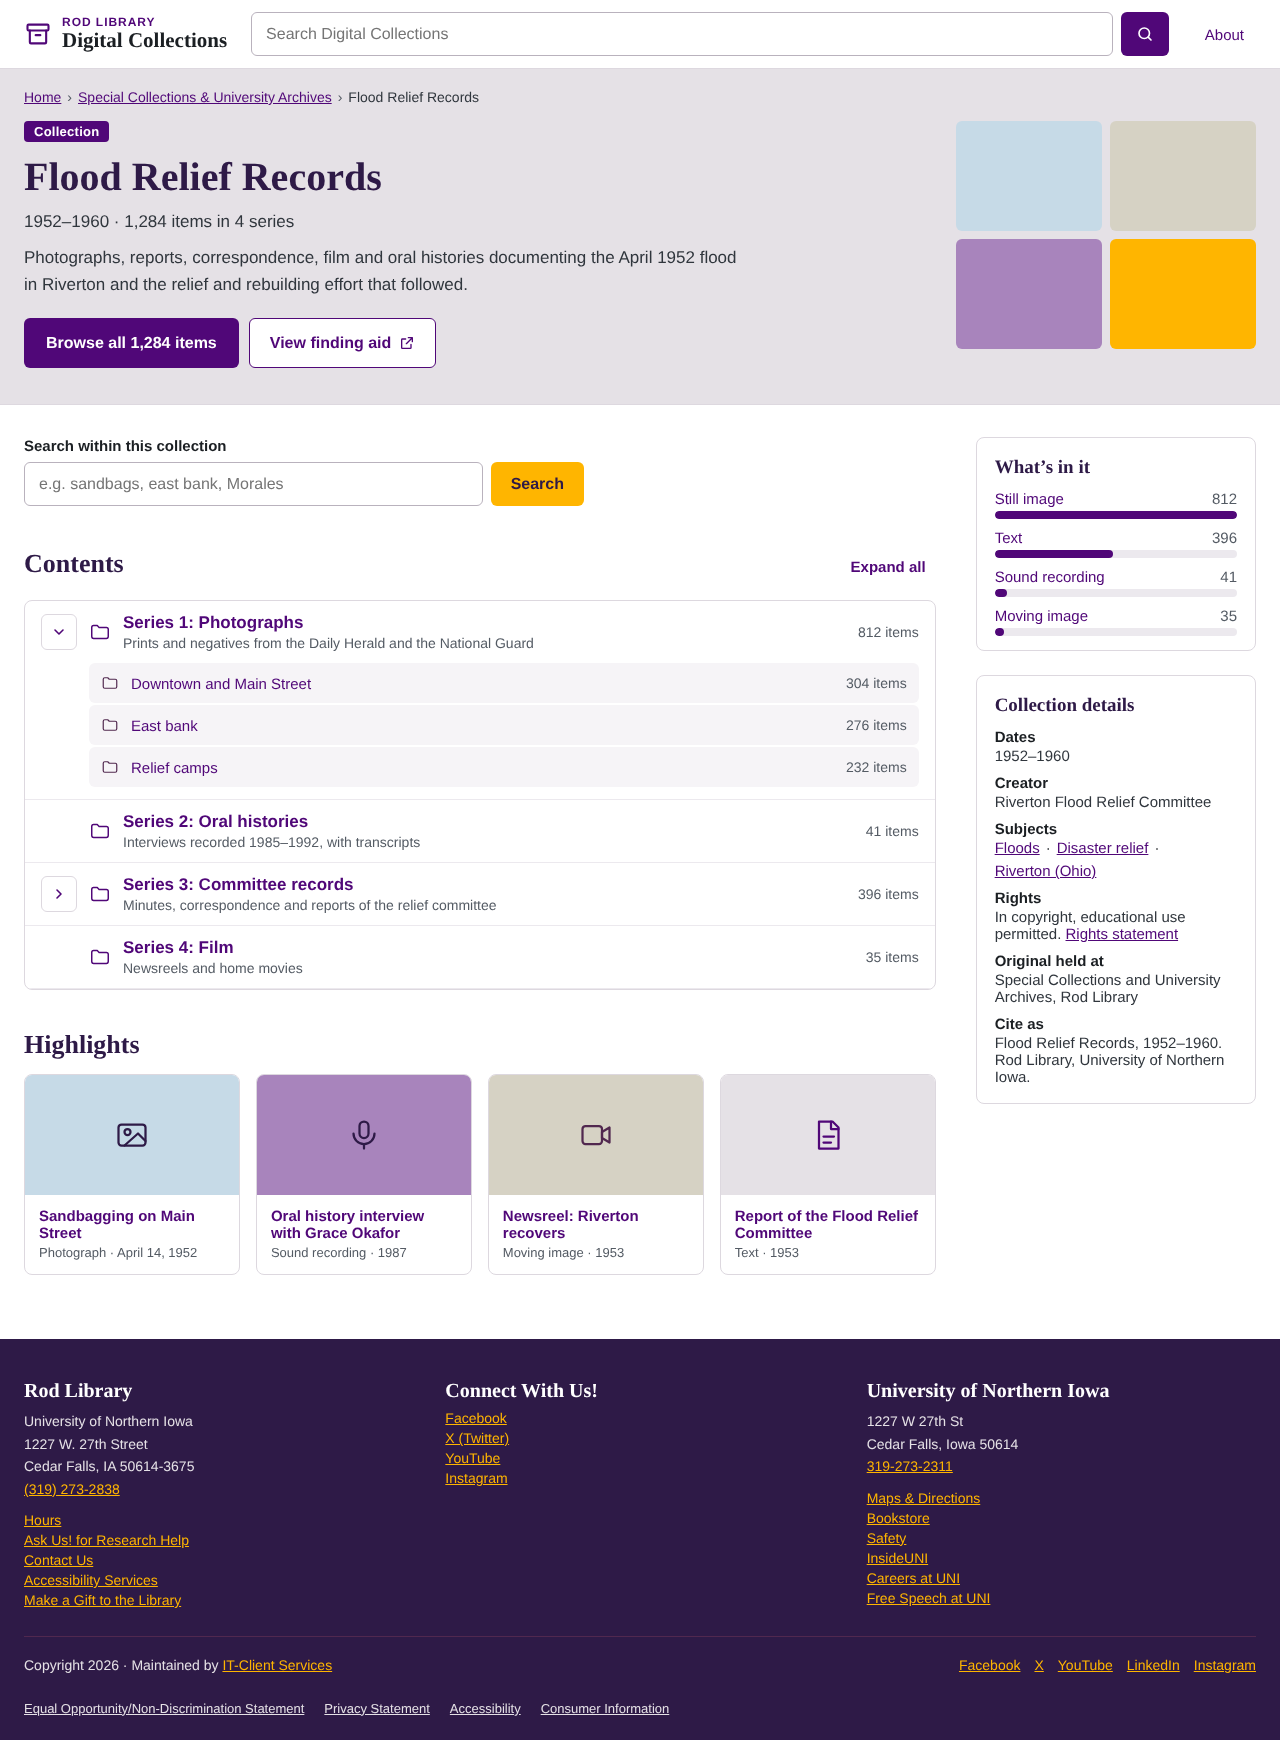 ROD LIBRARY
Digital Collections
Search Digital Collections
About
Home › Special Collections & University Archives › Flood Relief Records
Collection
Flood Relief Records
1952–1960 · 1,284 items in 4 series
Photographs, reports, correspondence, film and oral histories documenting the April 1952 flood
in Riverton and the relief and rebuilding effort that followed.
Browse all 1,284 items
View finding aid
Search within this collection
e.g. sandbags, east bank, Morales
Search
Contents
Expand all
Series 1: Photographs
Prints and negatives from the Daily Herald and the National Guard
812 items
Downtown and Main Street
304 items
East bank
276 items
Relief camps
232 items
Series 2: Oral histories
Interviews recorded 1985–1992, with transcripts
41 items
Series 3: Committee records
Minutes, correspondence and reports of the relief committee
396 items
Series 4: Film
Newsreels and home movies
35 items
Highlights
Sandbagging on Main
Street
Photograph · April 14, 1952
Oral history interview
with Grace Okafor
Sound recording · 1987
Newsreel: Riverton
recovers
Moving image · 1953
Report of the Flood Relief
Committee
Text · 1953
What’s in it
Still image 812
Text 396
Sound recording 41
Moving image 35
Collection details
Dates
1952–1960
Creator
Riverton Flood Relief Committee
Subjects
Floods · Disaster relief ·
Riverton (Ohio)
Rights
In copyright, educational use
permitted. Rights statement
Original held at
Special Collections and University
Archives, Rod Library
Cite as
Flood Relief Records, 1952–1960.
Rod Library, University of Northern
Iowa.
Rod Library
University of Northern Iowa
1227 W. 27th Street
Cedar Falls, IA 50614-3675
(319) 273-2838
Hours
Ask Us! for Research Help
Contact Us
Accessibility Services
Make a Gift to the Library
Connect With Us!
Facebook
X (Twitter)
YouTube
Instagram
University of Northern Iowa
1227 W 27th St
Cedar Falls, Iowa 50614
319-273-2311
Maps & Directions
Bookstore
Safety
InsideUNI
Careers at UNI
Free Speech at UNI
Copyright 2026 · Maintained by IT-Client Services
Facebook X YouTube LinkedIn Instagram
Equal Opportunity/Non-Discrimination Statement Privacy Statement Accessibility Consumer Information